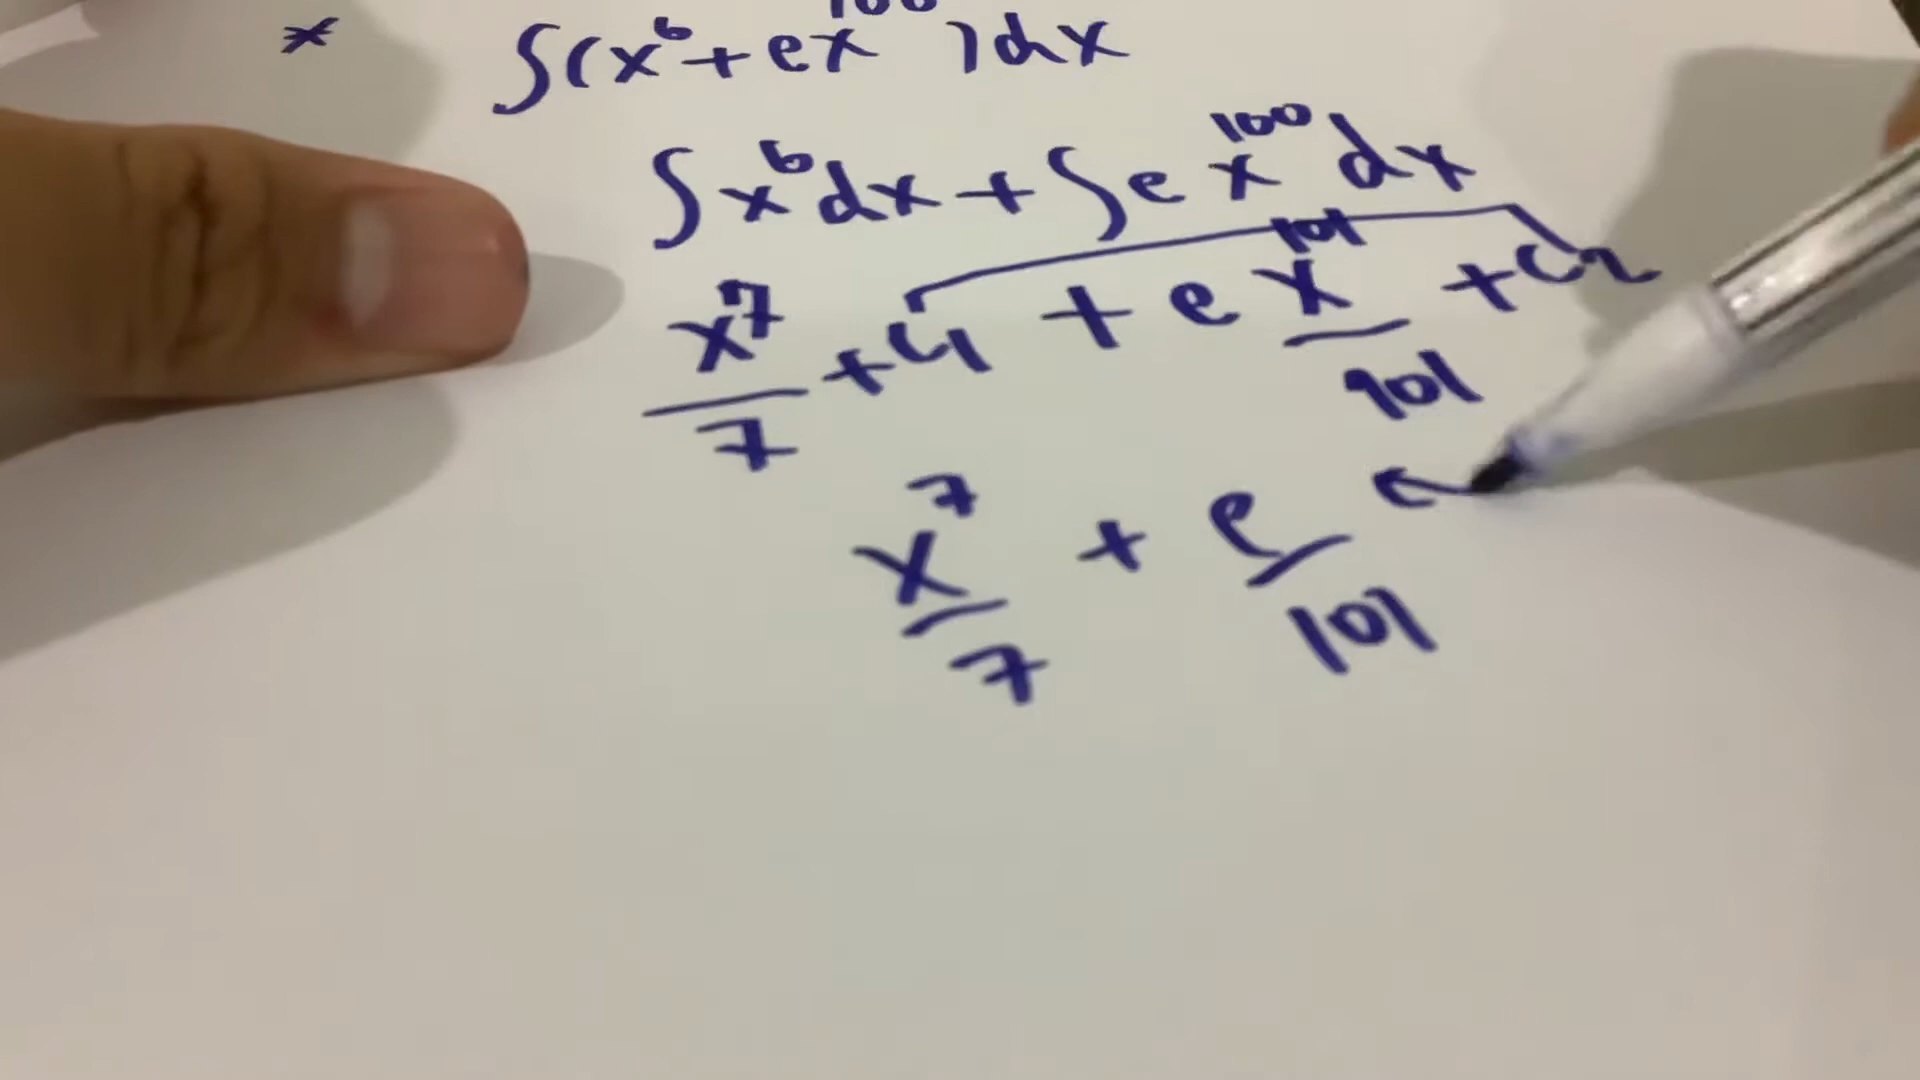 * ∫(x⁶+ex¹⁰⁰)dx
∫x⁶dx+∫ex¹⁰⁰dx
x⁷/7+c₁+e x¹⁰¹/101+c₂
x⁷/7+e/101